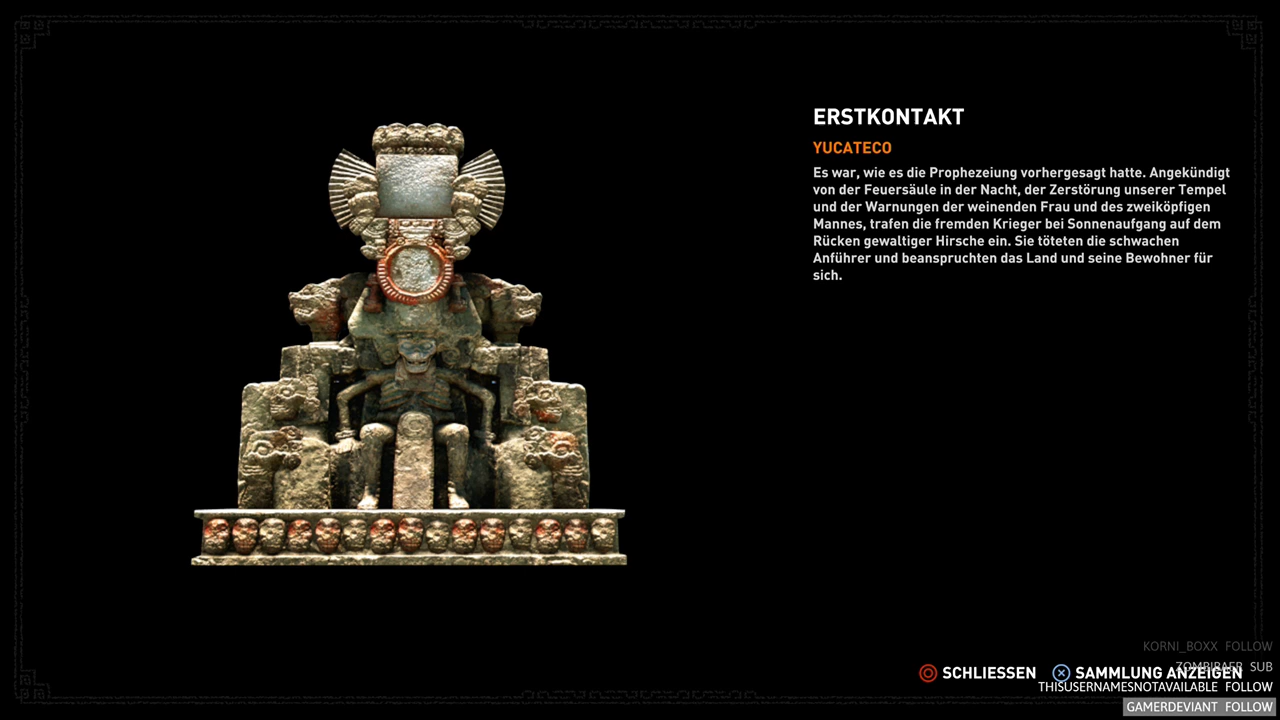 ERSTKONTAKT
YUCATECO
Es war, wie es die Prophezeiung vorhergesagt hatte. Angekündigt
von der Feuersäule in der Nacht, der Zerstörung unserer Tempel
und der Warnungen der weinenden Frau und des zweiköpfigen
Mannes, trafen die fremden Krieger bei Sonnenaufgang auf dem
Rücken gewaltiger Hirsche ein. Sie töteten die schwachen
Anführer und beanspruchten das Land und seine Bewohner für
sich.
KORNI_BOXX FOLLOW
SUB
SCHLIESSEN SAMMLUNG ANZEIGEN
THISUSERNAMESNOTAVAILABLE FOLLOW
GAMERDEVIANT FOLLOW